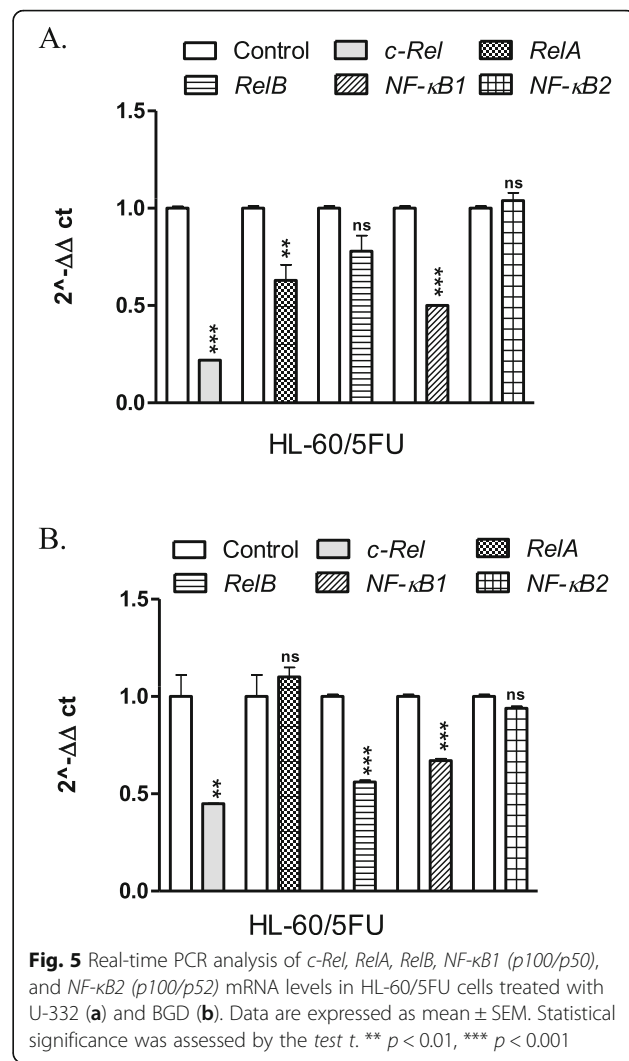 A.
Control c-Rel RelA
RelB NF-κB1 NF-κB2
1.5
1.0
0.5
0.0
2^-ΔΔ ct
***
**
ns
***
ns
HL-60/5FU
B.
Control c-Rel RelA
RelB NF-κB1 NF-κB2
1.5
1.0
0.5
0.0
2^-ΔΔ ct
**
ns
***
***
ns
HL-60/5FU
Fig. 5 Real-time PCR analysis of c-Rel, RelA, RelB, NF-κB1 (p100/p50),
and NF-κB2 (p100/p52) mRNA levels in HL-60/5FU cells treated with
U-332 (a) and BGD (b). Data are expressed as mean ± SEM. Statistical
significance was assessed by the test t. ** p < 0.01, *** p < 0.001